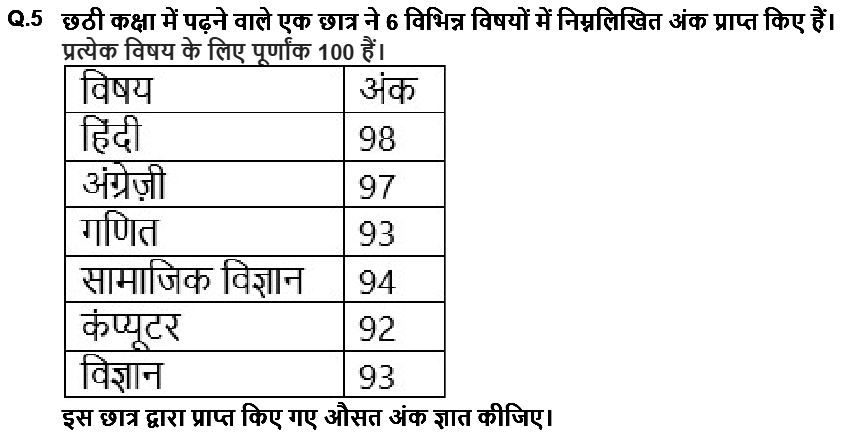 Q.5 छठी कक्षा में पढ़ने वाले एक छात्र ने 6 विभिन्न विषयों में निम्नलिखित अंक प्राप्त किए हैं।
प्रत्येक विषय के लिए पूर्णांक 100 हैं।
विषय अंक
हिंदी 98
अंग्रेज़ी 97
गणित 93
सामाजिक विज्ञान 94
कंप्यूटर 92
विज्ञान 93
इस छात्र द्वारा प्राप्त किए गए औसत अंक ज्ञात कीजिए।